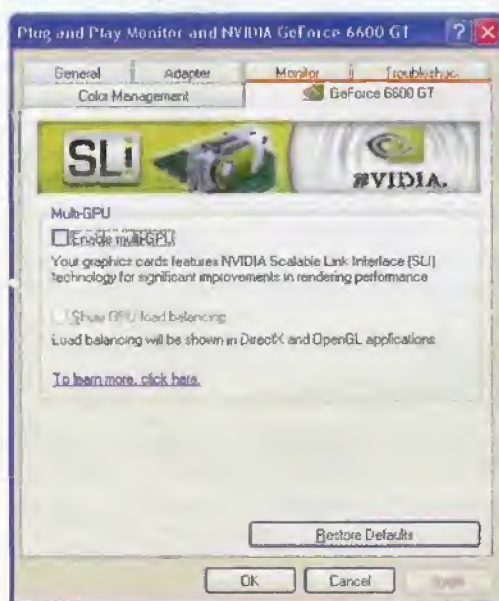 Plug and Play Monitor and NVIDIA GeForce 6600 GT
General Adapter Monitor Troubleshoo
Color Management GeForce 6600 GT
SLi
NVIDIA.
Multi-GPU
Enable multi-GPU
Your graphics cards features NVIDIA Scalable Link Interface (SLI)
technology for significant improvements in rendering performance
Show GPU load balancing
Load balancing will be shown in DirectX and OpenGL applications
To learn more, click here.
Restore Defaults
OK Cancel Apply